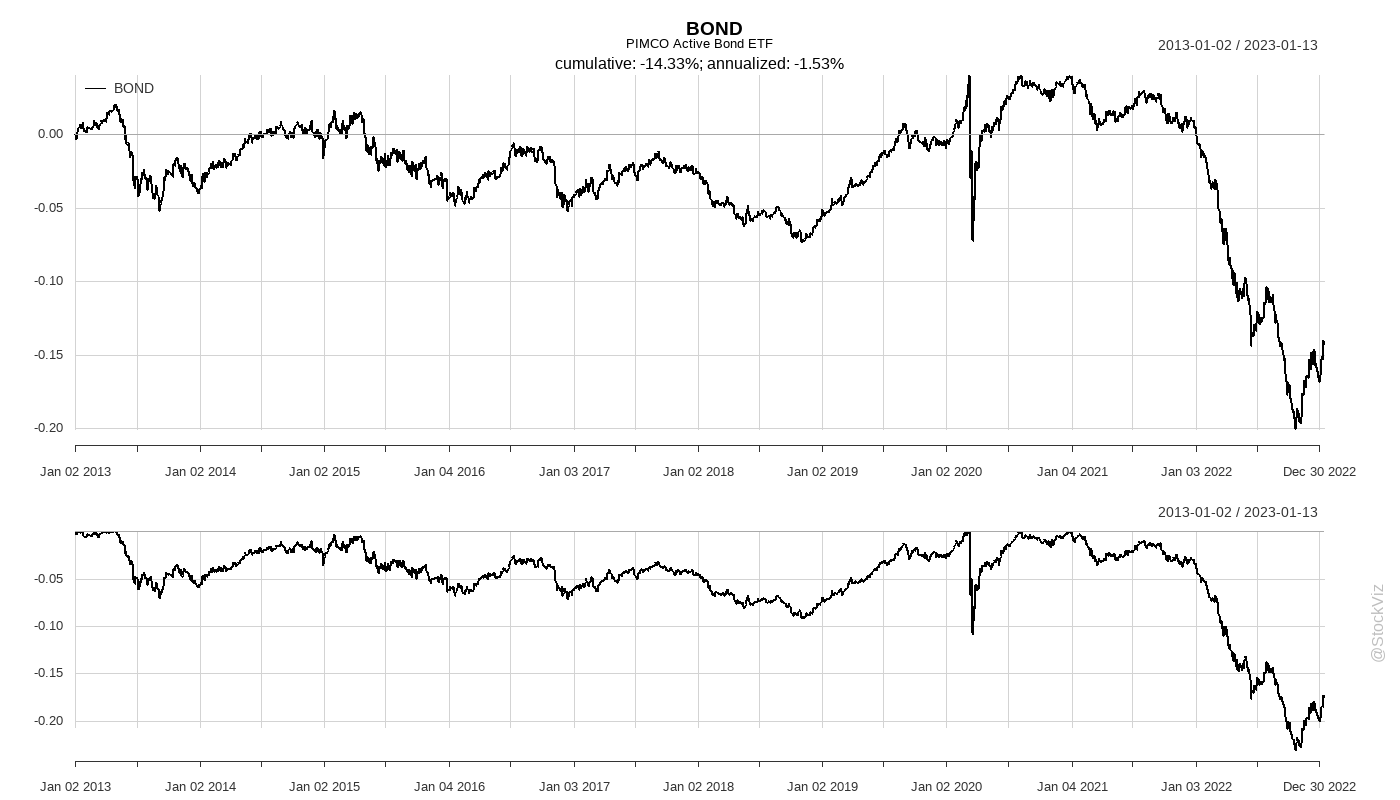 BOND
PIMCO Active Bond ETF
2013-01-02 / 2023-01-13
cumulative: -14.33%; annualized: -1.53%
BOND
0.00
-0.05
-0.10
-0.15
-0.20
Jan 02 2013 Jan 02 2014 Jan 02 2015 Jan 04 2016 Jan 03 2017 Jan 02 2018 Jan 02 2019 Jan 02 2020 Jan 04 2021 Jan 03 2022 Dec 30 2022
2013-01-02 / 2023-01-13
-0.05
-0.10
-0.15
-0.20
Jan 02 2013 Jan 02 2014 Jan 02 2015 Jan 04 2016 Jan 03 2017 Jan 02 2018 Jan 02 2019 Jan 02 2020 Jan 04 2021 Jan 03 2022 Dec 30 2022
@StockViz